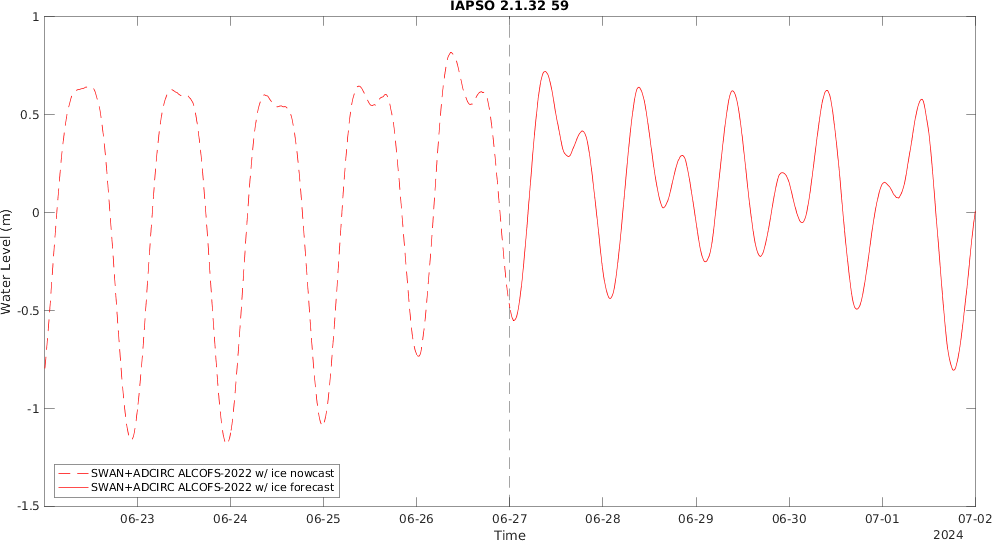 IAPSO 2.1.32 59
Water Level (m)
1
0.5
0
-0.5
-1
-1.5
SWAN+ADCIRC ALCOFS-2022 w/ ice nowcast
SWAN+ADCIRC ALCOFS-2022 w/ ice forecast
06-23 06-24 06-25 06-26 06-27 06-28 06-29 06-30 07-01 07-02
Time
2024